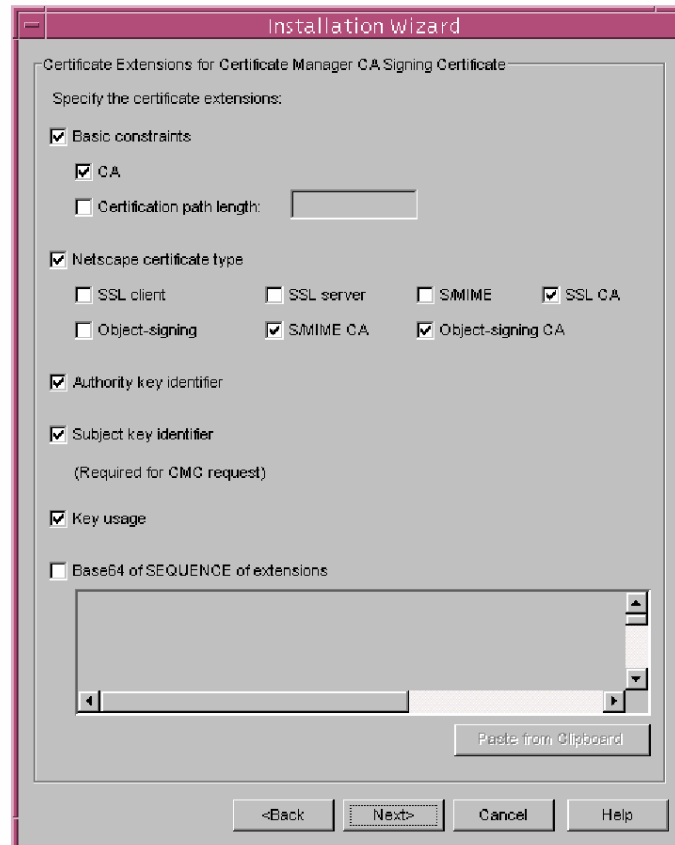 Installation Wizard
Certificate Extensions for Certificate Manager CA Signing Certificate
Specify the certificate extensions:
Basic constraints
CA
Certification path length:
Netscape certificate type
SSL client SSL server S/MIME SSL CA
Object-signing S/MIME CA Object-signing CA
Authority key identifier
Subject key identifier
(Required for CMC request)
Key usage
Base64 of SEQUENCE of extensions
Paste from Clipboard
<Back Next> Cancel Help